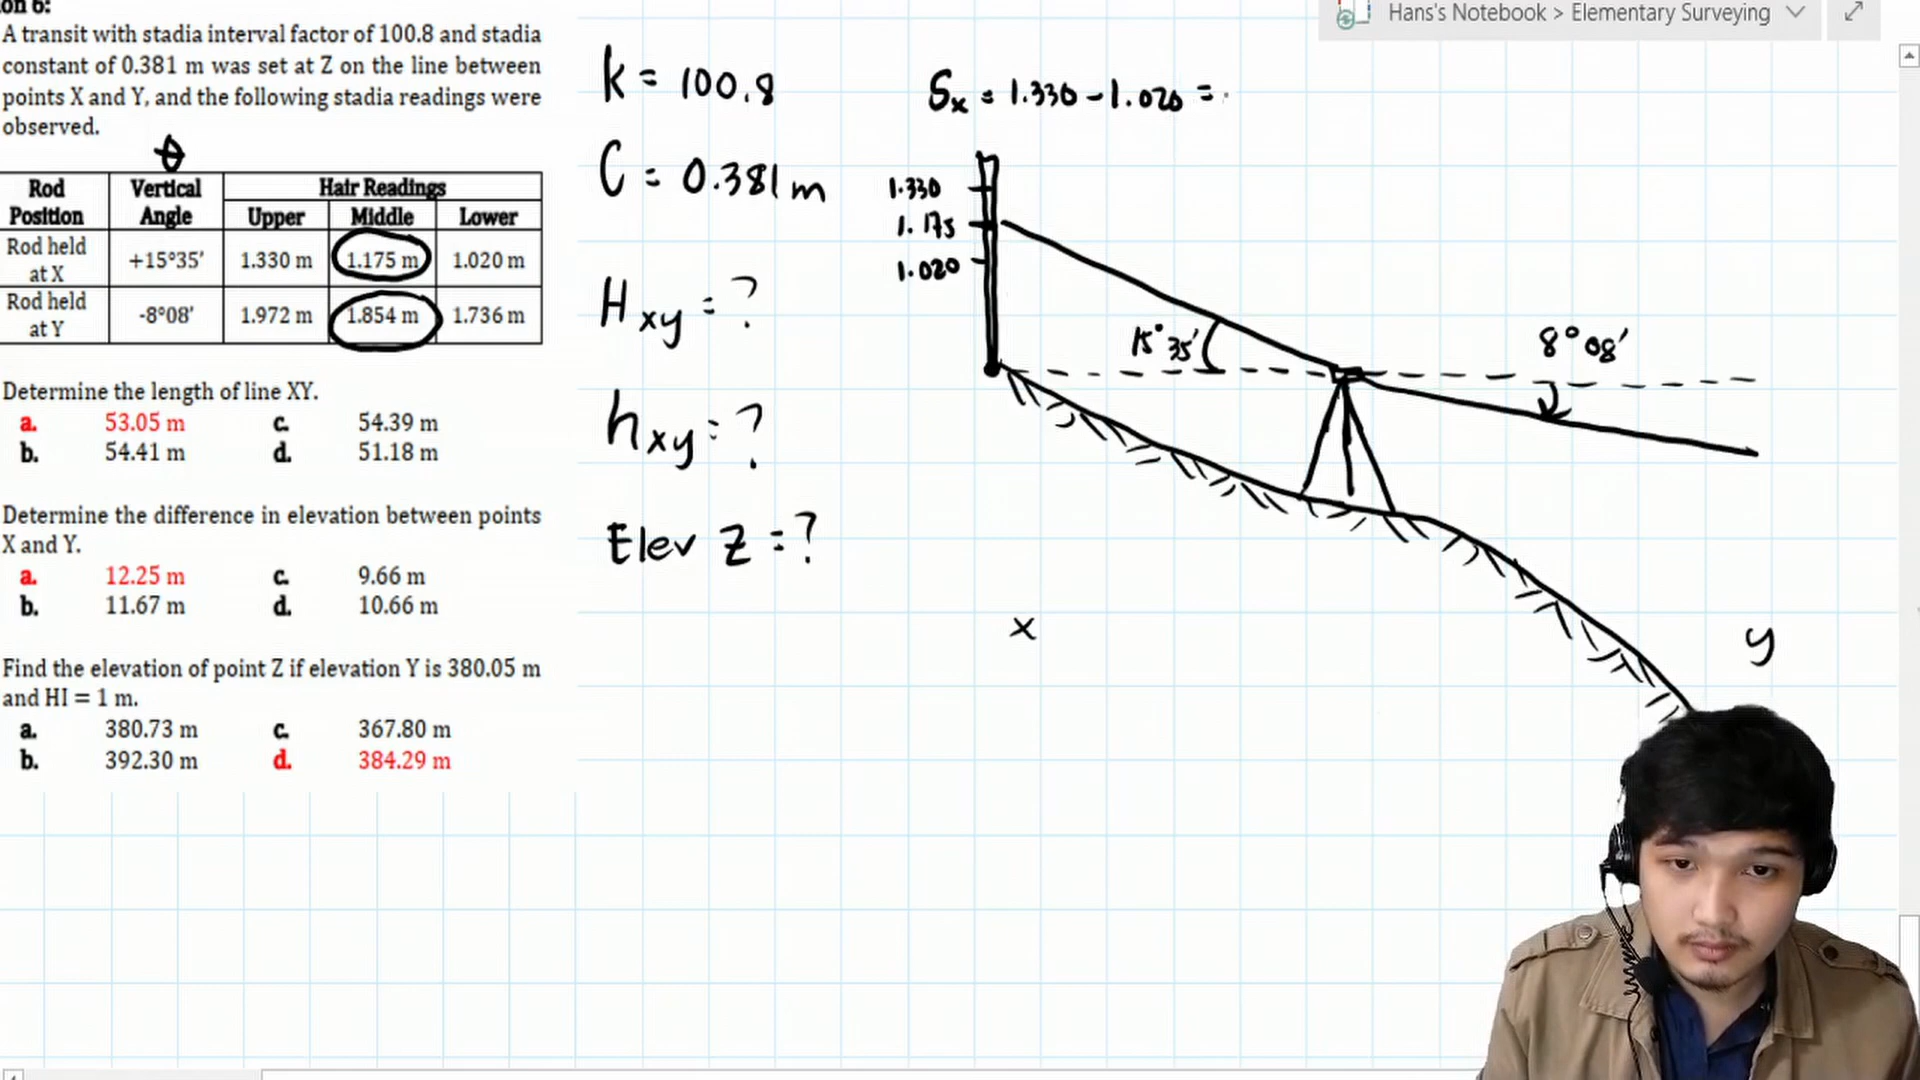 on 6:
Hans's Notebook > Elementary Surveying
A transit with stadia interval factor of 100.8 and stadia
constant of 0.381 m was set at Z on the line between
points X and Y, and the following stadia readings were
observed.
θ
Rod Position Vertical Angle Hair Readings
Upper Middle Lower
Rod held at X +15°35' 1.330 m 1.175 m 1.020 m
Rod held at Y -8°08' 1.972 m 1.854 m 1.736 m
Determine the length of line XY.
a. 53.05 m c. 54.39 m
b. 54.41 m d. 51.18 m
Determine the difference in elevation between points
X and Y.
a. 12.25 m c. 9.66 m
b. 11.67 m d. 10.66 m
Find the elevation of point Z if elevation Y is 380.05 m
and HI = 1 m.
a. 380.73 m c. 367.80 m
b. 392.30 m d. 384.29 m
k = 100.8
C = 0.381 m
Hxy = ?
hxy = ?
Elev Z = ?
Sx = 1.330 - 1.020 =
1.330
1.175
1.020
15°35'
8°08'
x
y